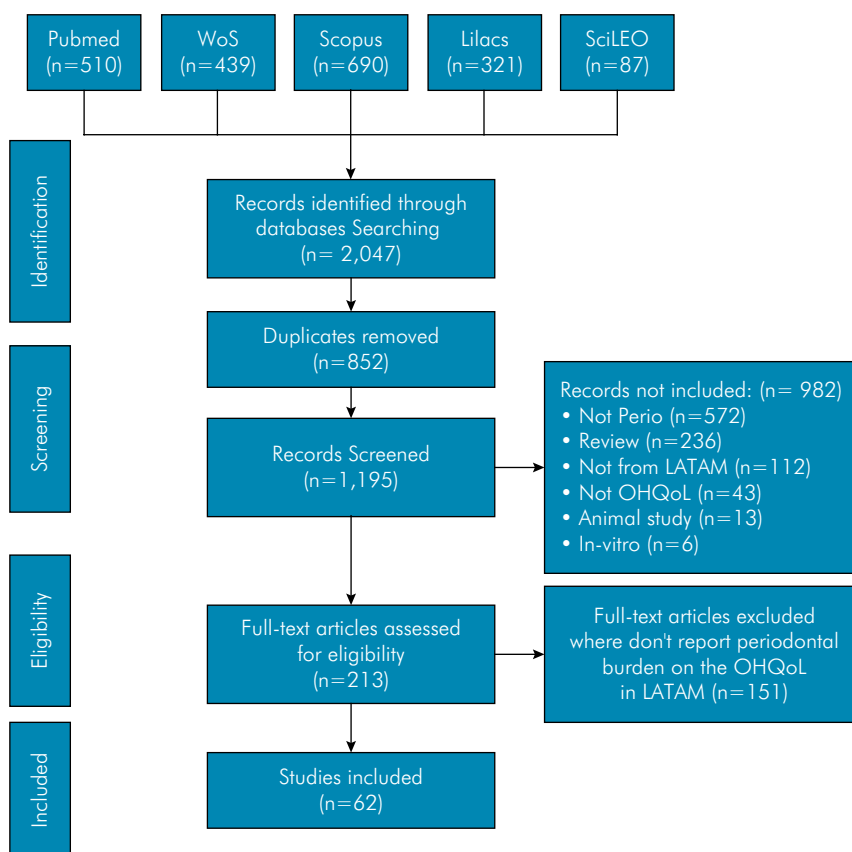 Pubmed
(n=510)
WoS
(n=439)
Scopus
(n=690)
Lilacs
(n=321)
SciLEO
(n=87)
Identification
Records identified through
databases Searching
(n= 2,047)
Duplicates removed
(n=852)
Screening
Records Screened
(n=1,195)
Records not included: (n= 982)
• Not Perio (n=572)
• Review (n=236)
• Not from LATAM (n=112)
• Not OHQoL (n=43)
• Animal study (n=13)
• In-vitro (n=6)
Eligibility
Full-text articles assessed
for eligibility
(n=213)
Full-text articles excluded
where don't report periodontal
burden on the OHQoL
in LATAM (n=151)
Included
Studies included
(n=62)